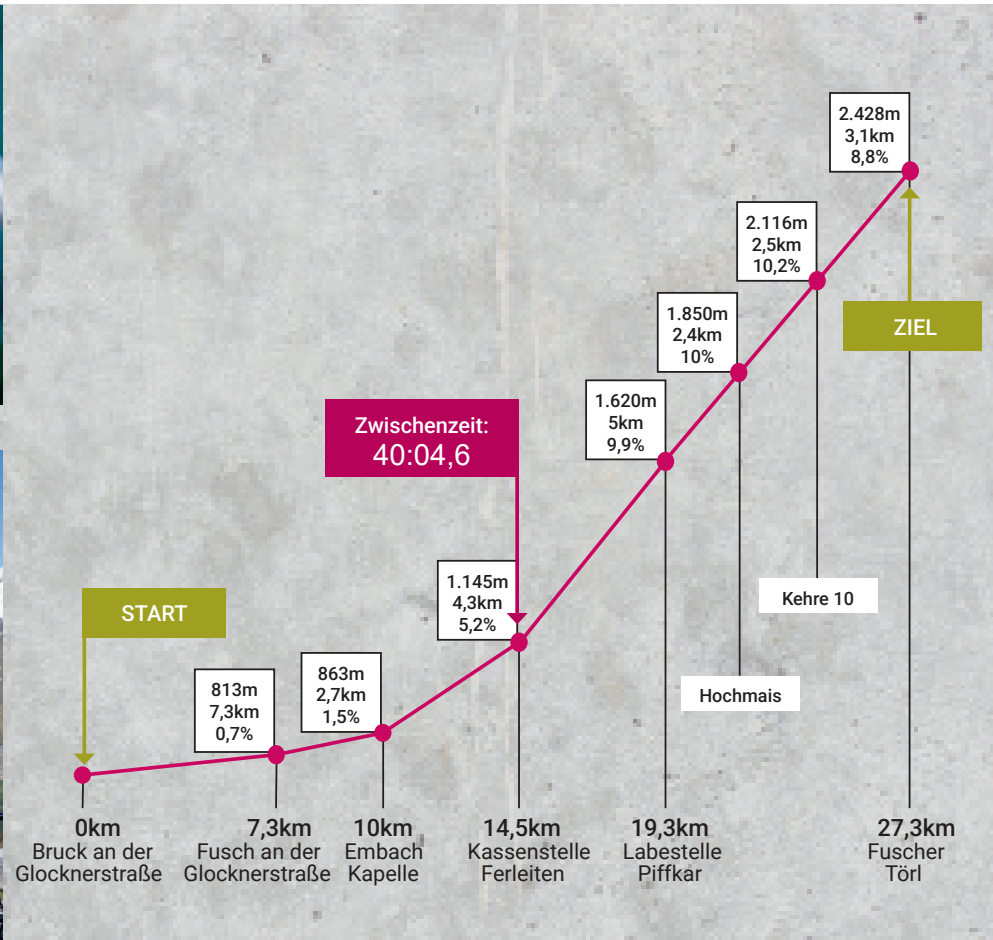 2.428m
3,1km
8,8%
2.116m
2,5km
10,2%
ZIEL
1.850m
2,4km
10%
1.620m
5km
9,9%
Zwischenzeit:
40:04,6
1.145m
4,3km
5,2%
START
Kehre 10
863m
2,7km
1,5%
813m
7,3km
0,7%
Hochmais
0km
Bruck an der
Glocknerstraße
7,3km
Fusch an der
Glocknerstraße
10km
Embach
Kapelle
14,5km
Kassenstelle
Ferleiten
19,3km
Labestelle
Piffkar
27,3km
Fuscher
Törl